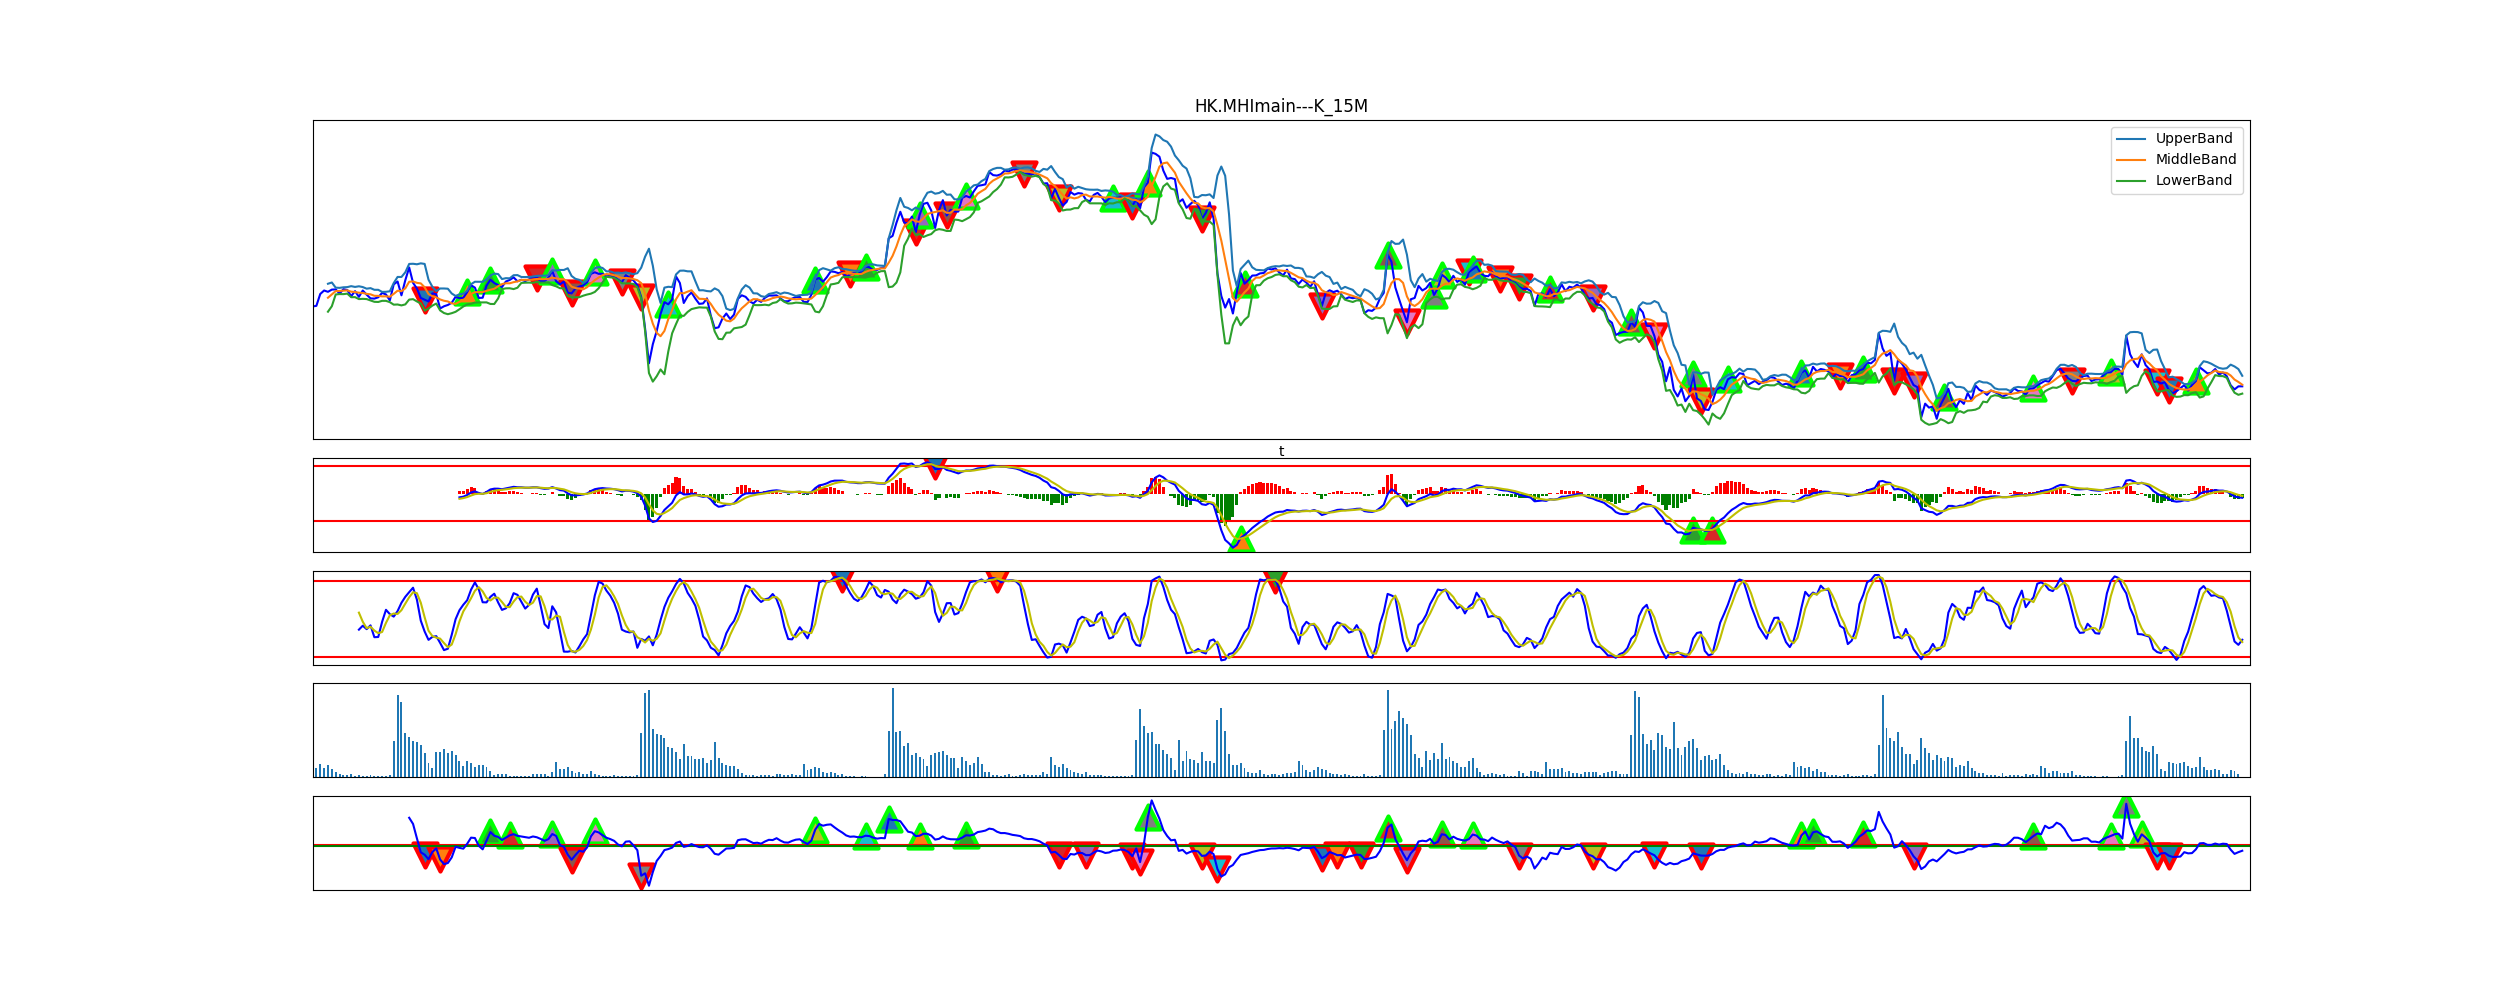 HK.MHImain---K_15M
UpperBand
MiddleBand
LowerBand
t